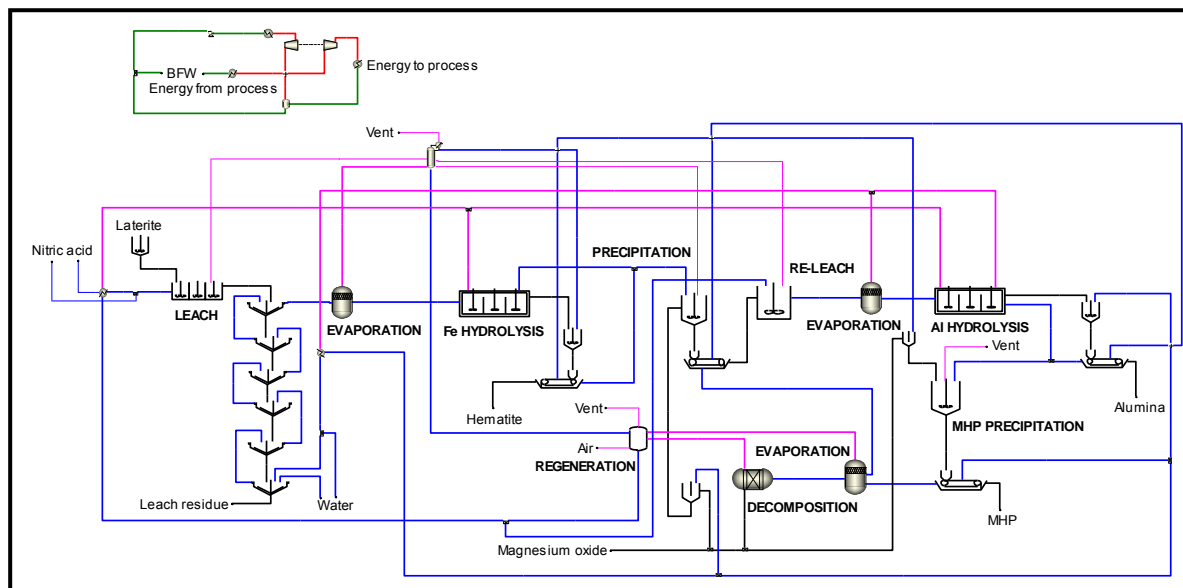 BFW
Energy from process
Energy to process
Vent
Laterite
Nitric acid
PRECIPITATION
RE-LEACH
LEACH
EVAPORATION
Fe HYDROLYSIS
EVAPORATION
Al HYDROLYSIS
Vent
Hematite
Vent
Alumina
MHP PRECIPITATION
Air
REGENERATION
EVAPORATION
Leach residue
Water
DECOMPOSITION
MHP
Magnesium oxide